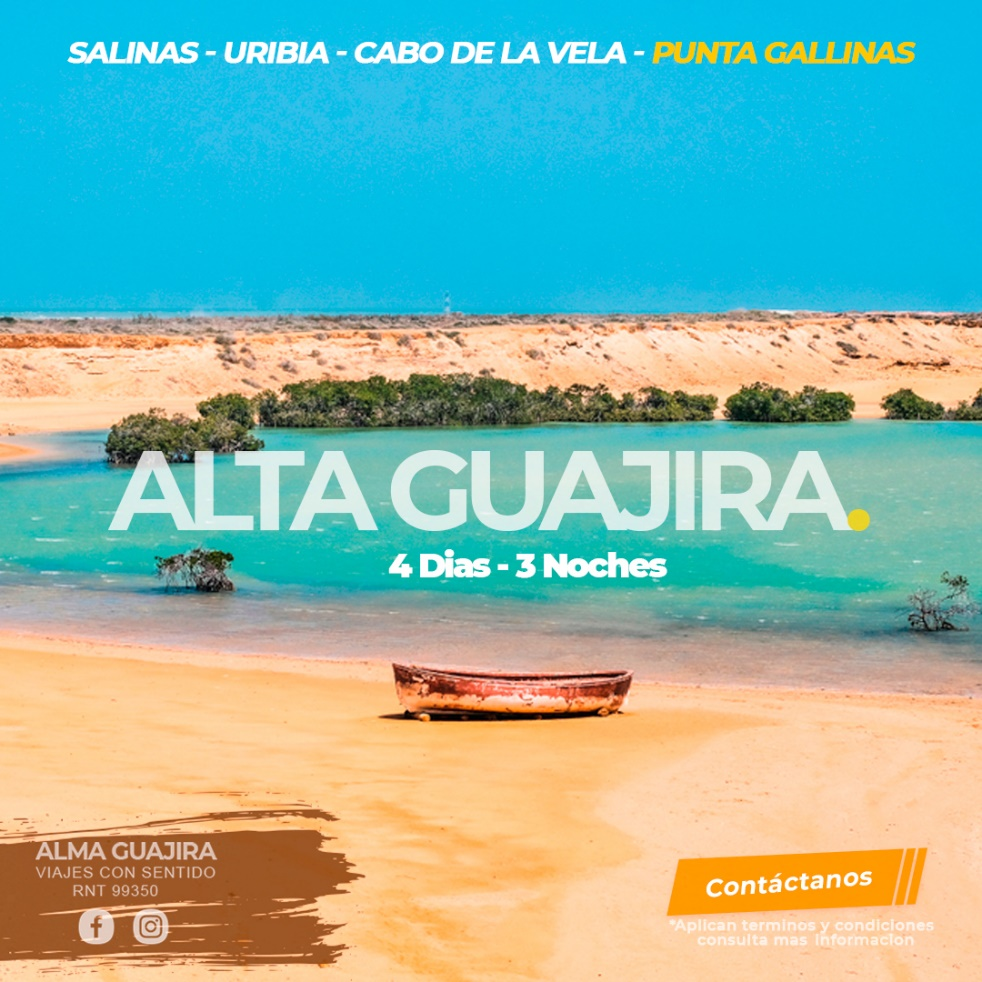 SALINAS - URIBIA - CABO DE LA VELA - PUNTA GALLINAS
ALTA GUAJIRA.
4 Dias - 3 Noches
ALMA GUAJIRA
VIAJES CON SENTIDO
RNT 99350
Contáctanos
*Aplican terminos y condiciones
consulta mas informacion